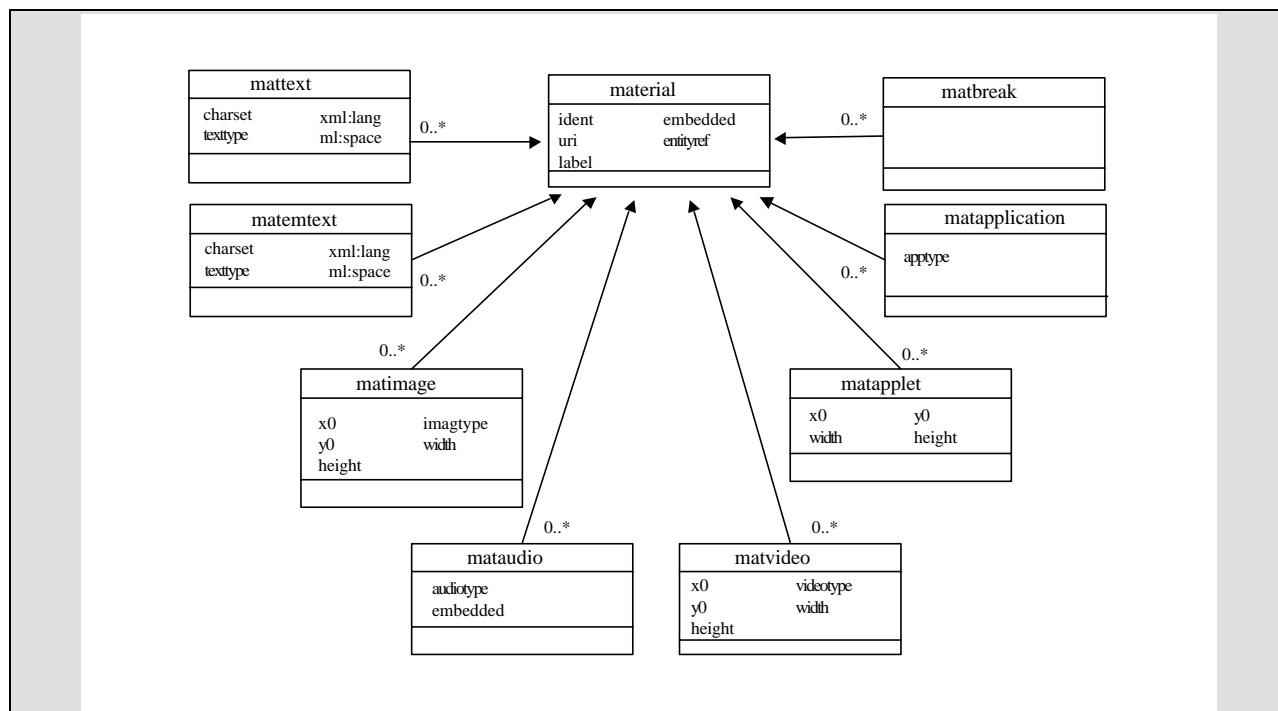 mattext
charset xml:lang
texttype ml:space
0..*
material
ident embedded
uri entityref
label
matbreak
0..*
matemtext
charset xml:lang
texttype ml:space
0..*
matapplication
apptype
0..*
0..*
matimage
x0 imagtype
y0 width
height
0..*
matapplet
x0 y0
width height
0..*
mataudio
audiotype
embedded
0..*
matvideo
x0 videotype
y0 width
height